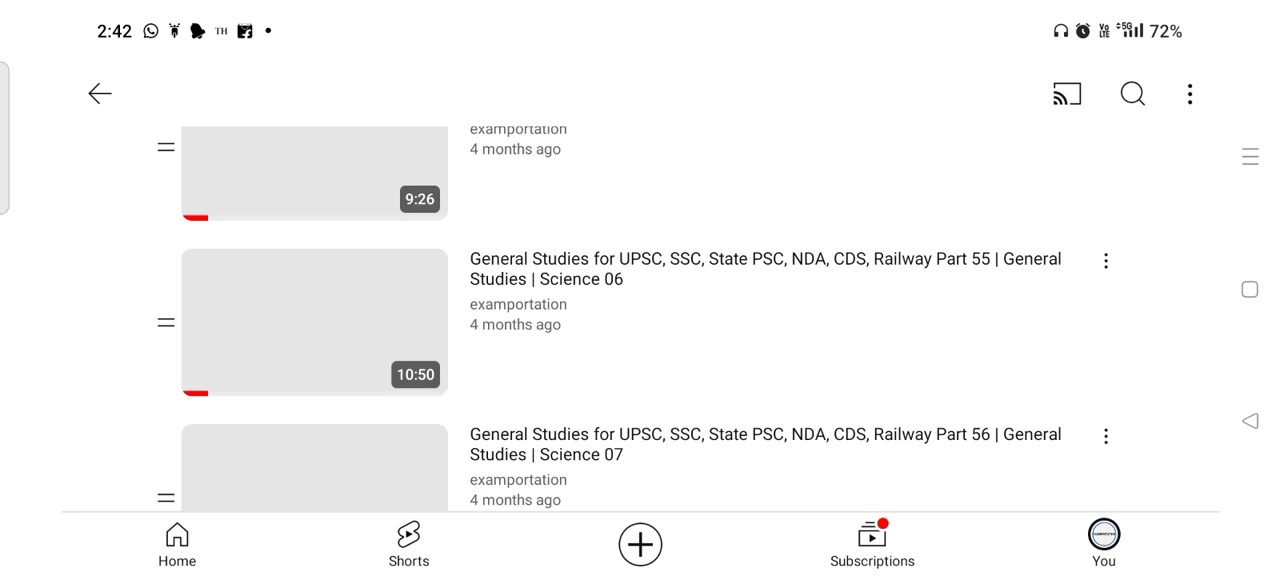 2:42 TH 5G 72%
examportation
4 months ago
9:26
General Studies for UPSC, SSC, State PSC, NDA, CDS, Railway Part 55 | General
Studies | Science 06
examportation
4 months ago
10:50
General Studies for UPSC, SSC, State PSC, NDA, CDS, Railway Part 56 | General
Studies | Science 07
examportation
4 months ago
Home Shorts Subscriptions You